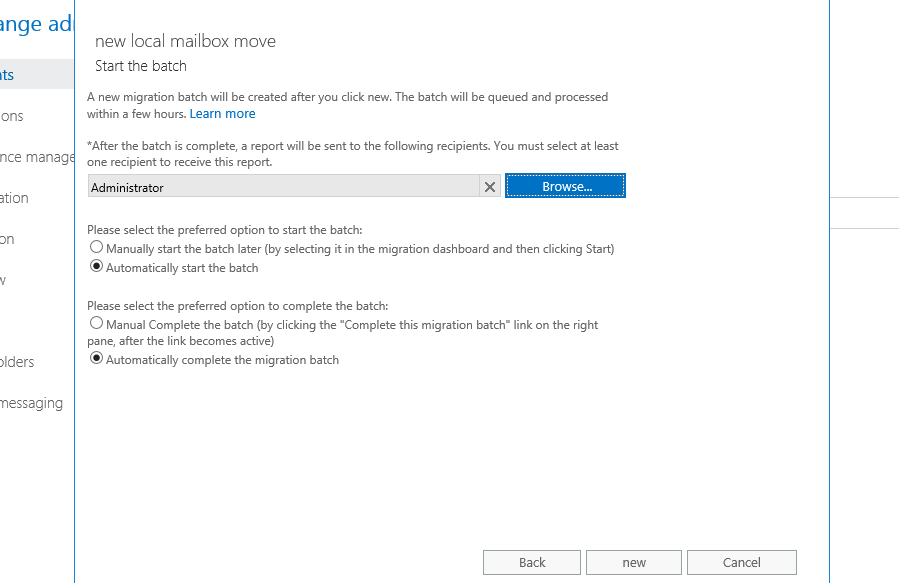 ange ad
new local mailbox move
Start the batch
nts
A new migration batch will be created after you click new. The batch will be queued and processed
within a few hours. Learn more
ons
*After the batch is complete, a report will be sent to the following recipients. You must select at least
nce manage
one recipient to receive this report.
Administrator
Browse...
ation
Please select the preferred option to start the batch:
on
Manually start the batch later (by selecting it in the migration dashboard and then clicking Start)
Automatically start the batch
w
Please select the preferred option to complete the batch:
Manual Complete the batch (by clicking the "Complete this migration batch" link on the right
pane, after the link becomes active)
olders
Automatically complete the migration batch
messaging
Back
new
Cancel